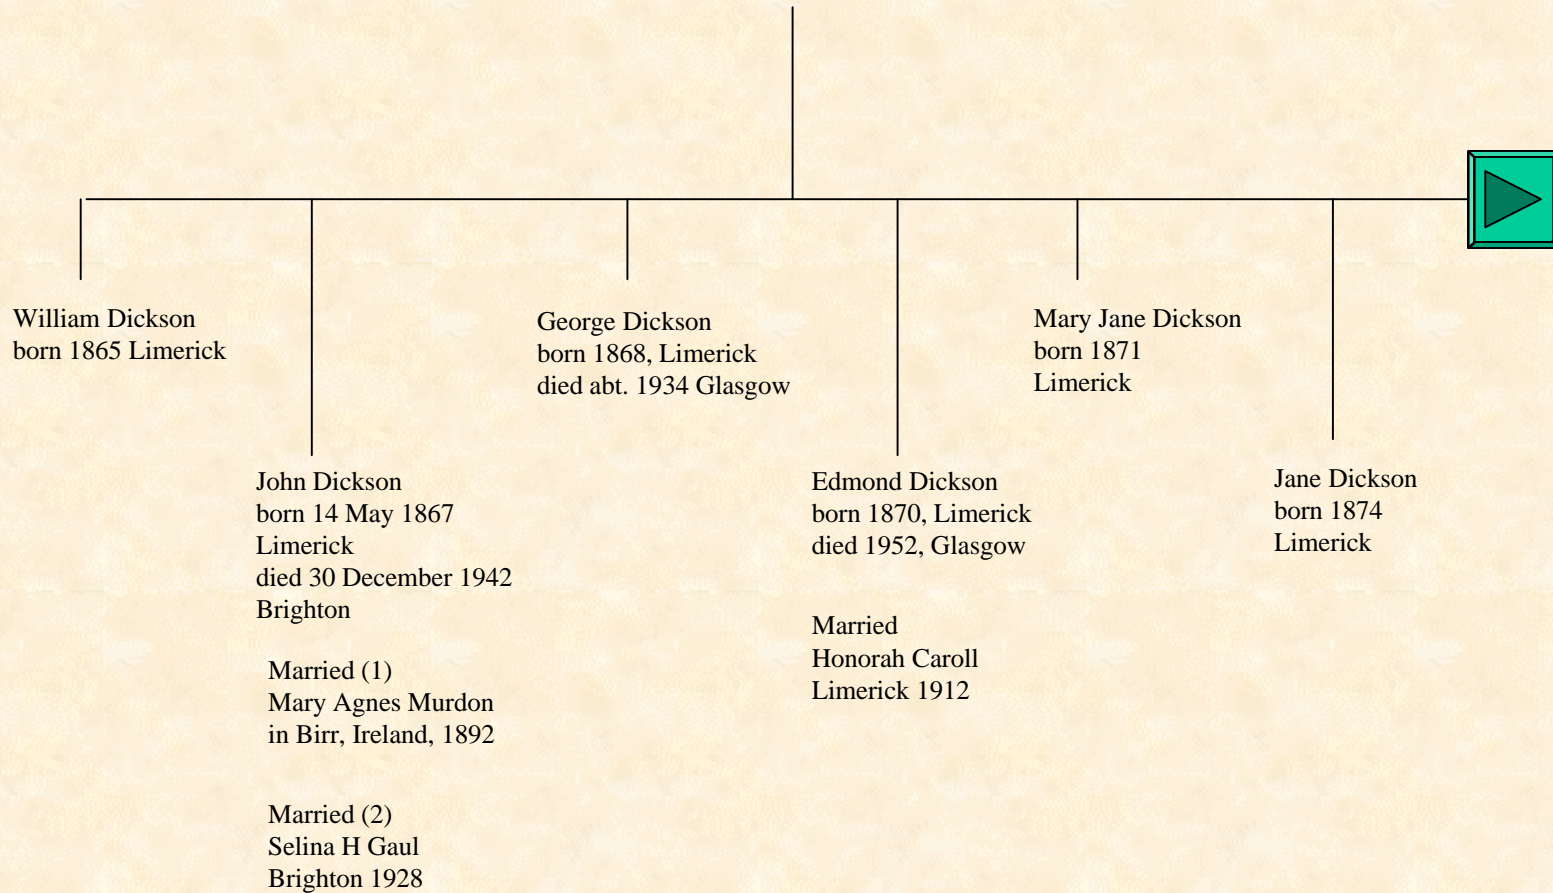 William Dickson
born 1865 Limerick
John Dickson
born 14 May 1867
Limerick
died 30 December 1942
Brighton
Married (1)
Mary Agnes Murdon
in Birr, Ireland, 1892
Married (2)
Selina H Gaul
Brighton 1928
George Dickson
born 1868, Limerick
died abt. 1934 Glasgow
Edmond Dickson
born 1870, Limerick
died 1952, Glasgow
Married
Honorah Caroll
Limerick 1912
Mary Jane Dickson
born 1871
Limerick
Jane Dickson
born 1874
Limerick